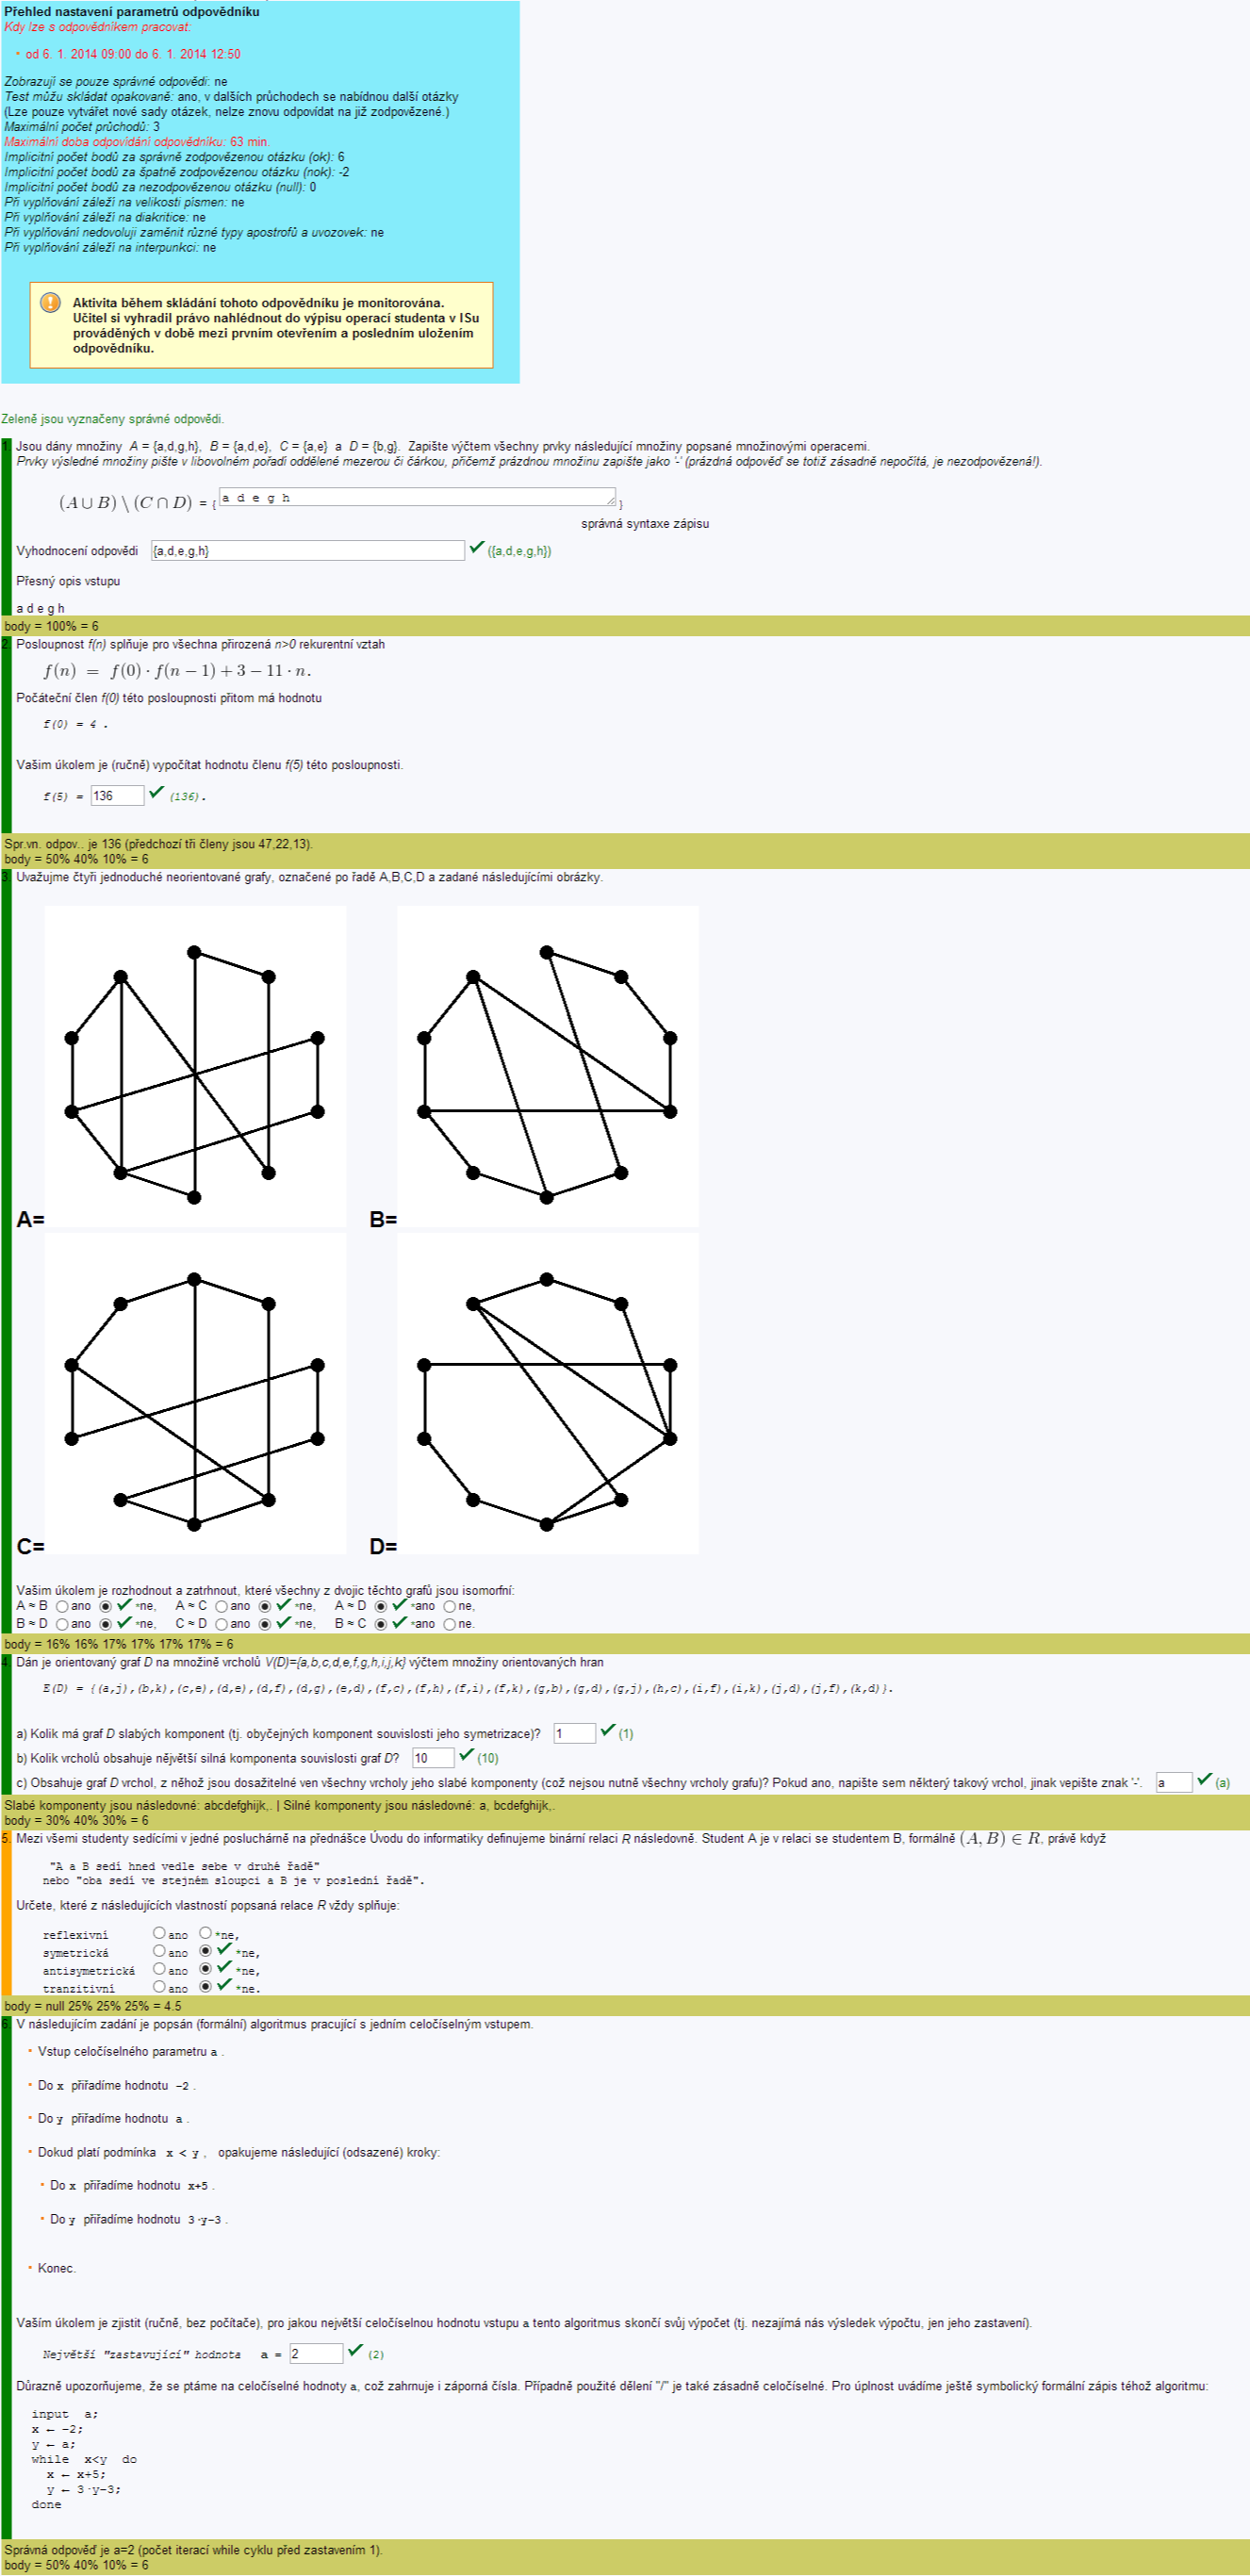 Přehled nastavení parametrů odpovědníku
Kdy lze s odpovědníkem pracovat:
od 6. 1. 2014 09:00 do 6. 1. 2014 12:50
Zobrazují se pouze správné odpovědi: ne
Test můžu skládat opakovaně: ano, v dalších průchodech se nabídnou další otázky
(Lze pouze vytvářet nové sady otázek, nelze znovu odpovídat na již zodpovězené.)
Maximální počet průchodů: 3
Maximální doba odpovídání odpovědníku: 63 min.
Implicitní počet bodů za správně zodpovězenou otázku (ok): 6
Implicitní počet bodů za špatně zodpovězenou otázku (nok): -2
Implicitní počet bodů za nezodpovězenou otázku (null): 0
Při vyplňování záleží na velikosti písmen: ne
Při vyplňování záleží na diakritice: ne
Při vyplňování nedovoluji zaměnit různé typy apostrofů a uvozovek: ne
Při vyplňování záleží na interpunkci: ne
Aktivita během skládání tohoto odpovědníku je monitorována.
Učitel si vyhradil právo nahlédnout do výpisu operací studenta v ISu
prováděných v době mezi prvním otevřením a posledním uložením
odpovědníku.
Zeleně jsou vyznačeny správné odpovědi.
1. Jsou dány množiny A = {a,d,g,h}, B = {a,d,e}, C = {a,e} a D = {b,g}. Zapište výčtem všechny prvky následující množiny popsané množinovými operacemi.
Prvky výsledné množiny pište v libovolném pořadí oddělené mezerou či čárkou, přičemž prázdnou množinu zapište jako '-' (prázdná odpověď se totiž zásadně nepočítá, je nezodpovězená!).
(A ∪ B) \ (C ∩ D) = { a d e g h }
správná syntaxe zápisu
Vyhodnocení odpovědi {a,d,e,g,h} ✔ ({a,d,e,g,h})
Přesný opis vstupu
a d e g h
body = 100% = 6
2. Posloupnost f(n) splňuje pro všechna přirozená n>0 rekurentní vztah
f(n) = f(0) · f(n − 1) + 3 − 11 · n.
Počáteční člen f(0) této posloupnosti přitom má hodnotu
f(0) = 4 .
Vašim úkolem je (ručně) vypočítat hodnotu členu f(5) této posloupnosti.
f(5) = 136 ✔ (136).
Spr.vn. odpov.. je 136 (předchozí tři členy jsou 47,22,13).
body = 50% 40% 10% = 6
3. Uvažujme čtyři jednoduché neorientované grafy, označené po řadě A,B,C,D a zadané následujícími obrázky.
A= B=
C= D=
Vašim úkolem je rozhodnout a zatrhnout, které všechny z dvojic těchto grafů jsou isomorfní:
A ≈ B ano ✔ *ne, A ≈ C ano ✔ *ne, A ≈ D ✔ *ano ne,
B ≈ D ano ✔ *ne, C ≈ D ano ✔ *ne, B ≈ C ✔ *ano ne.
body = 16% 16% 17% 17% 17% 17% = 6
4. Dán je orientovaný graf D na množině vrcholů V(D)={a,b,c,d,e,f,g,h,i,j,k} výčtem množiny orientovaných hran
E(D) = {(a,j),(b,k),(c,e),(d,e),(d,f),(d,g),(e,d),(f,c),(f,h),(f,i),(f,k),(g,b),(g,d),(g,j),(h,c),(i,f),(i,k),(j,d),(j,f),(k,d)}.
a) Kolik má graf D slabých komponent (tj. obyčejných komponent souvislosti jeho symetrizace)? 1 ✔ (1)
b) Kolik vrcholů obsahuje nějvětší silná komponenta souvislosti graf D? 10 ✔ (10)
c) Obsahuje graf D vrchol, z něhož jsou dosažitelné ven všechny vrcholy jeho slabé komponenty (což nejsou nutně všechny vrcholy grafu)? Pokud ano, napište sem některý takový vrchol, jinak vepište znak '-'. a ✔ (a)
Slabé komponenty jsou následovné: abcdefghijk,. | Silné komponenty jsou následovné: a, bcdefghijk,.
body = 30% 40% 30% = 6
5. Mezi všemi studenty sedícími v jedné posluchárně na přednášce Úvodu do informatiky definujeme binární relaci R následovně. Student A je v relaci se studentem B, formálně (A, B) ∈ R, právě když
"A a B sedí hned vedle sebe v druhé řadě"
nebo "oba sedí ve stejném sloupci a B je v poslední řadě".
Určete, které z následujících vlastností popsaná relace R vždy splňuje:
reflexivní ano *ne,
symetrická ano ✔ *ne,
antisymetrická ano ✔ *ne,
tranzitivní ano ✔ *ne.
body = null 25% 25% 25% = 4.5
6. V následujícím zadání je popsán (formální) algoritmus pracující s jedním celočíselným vstupem.
Vstup celočíselného parametru a .
Do x přiřadíme hodnotu -2 .
Do y přiřadíme hodnotu a .
Dokud platí podmínka x < y , opakujeme následující (odsazené) kroky:
Do x přiřadíme hodnotu x+5 .
Do y přiřadíme hodnotu 3·y-3 .
Konec.
Vaším úkolem je zjistit (ručně, bez počítače), pro jakou největší celočíselnou hodnotu vstupu a tento algoritmus skončí svůj výpočet (tj. nezajímá nás výsledek výpočtu, jen jeho zastavení).
Největší "zastavující" hodnota a = 2 ✔ (2)
Důrazně upozorňujeme, že se ptáme na celočíselné hodnoty a, což zahrnuje i záporná čísla. Případně použité dělení "/" je také zásadně celočíselné. Pro úplnost uvádíme ještě symbolický formální zápis téhož algoritmu:
input a;
x ← -2;
y ← a;
while x<y do
x ← x+5;
y ← 3·y-3;
done
Správná odpověď je a=2 (počet iterací while cyklu před zastavením 1).
body = 50% 40% 10% = 6